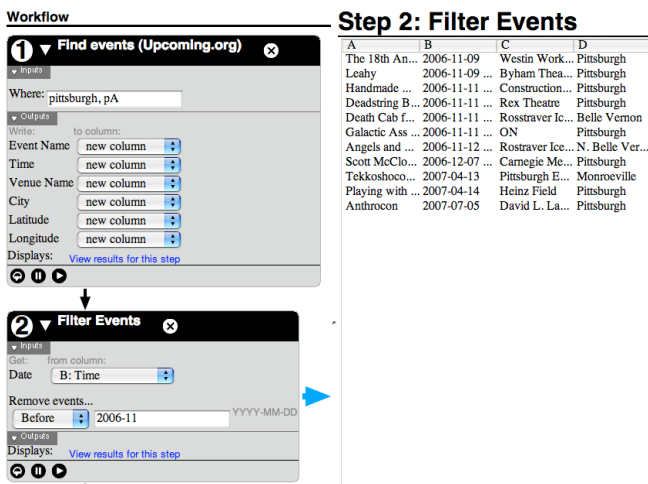 Workflow
1 Find events (Upcoming.org)
Inputs
Where: pittsburgh, pA
Outputs
Write: to column:
Event Name new column
Time new column
Venue Name new column
City new column
Latitude new column
Longitude new column
Displays: View results for this step
2 Filter Events
Inputs
Get: from column:
Date B: Time
Remove events...
Before 2006-11 YYYY-MM-DD
Outputs
Displays: View results for this step
Step 2: Filter Events
A B C D
The 18th An... 2006-11-09 Westin Work... Pittsburgh
Leahy 2006-11-09 ... Byham Thea... Pittsburgh
Handmade ... 2006-11-11 ... Construction... Pittsburgh
Deadstring B... 2006-11-11 ... Rex Theatre Pittsburgh
Death Cab f... 2006-11-11 ... Rosstraver Ic... Belle Vernon
Galactic Ass ... 2006-11-11 ... ON Pittsburgh
Angels and ... 2006-11-12 ... Rostraver Ice... N. Belle Ver...
Scott McClo... 2006-12-07 ... Carnegie Me... Pittsburgh
Tekkoshoco... 2007-04-13 Pittsburgh E... Monroeville
Playing with ... 2007-04-14 Heinz Field Pittsburgh
Anthrocon 2007-07-05 David L. La... Pittsburgh